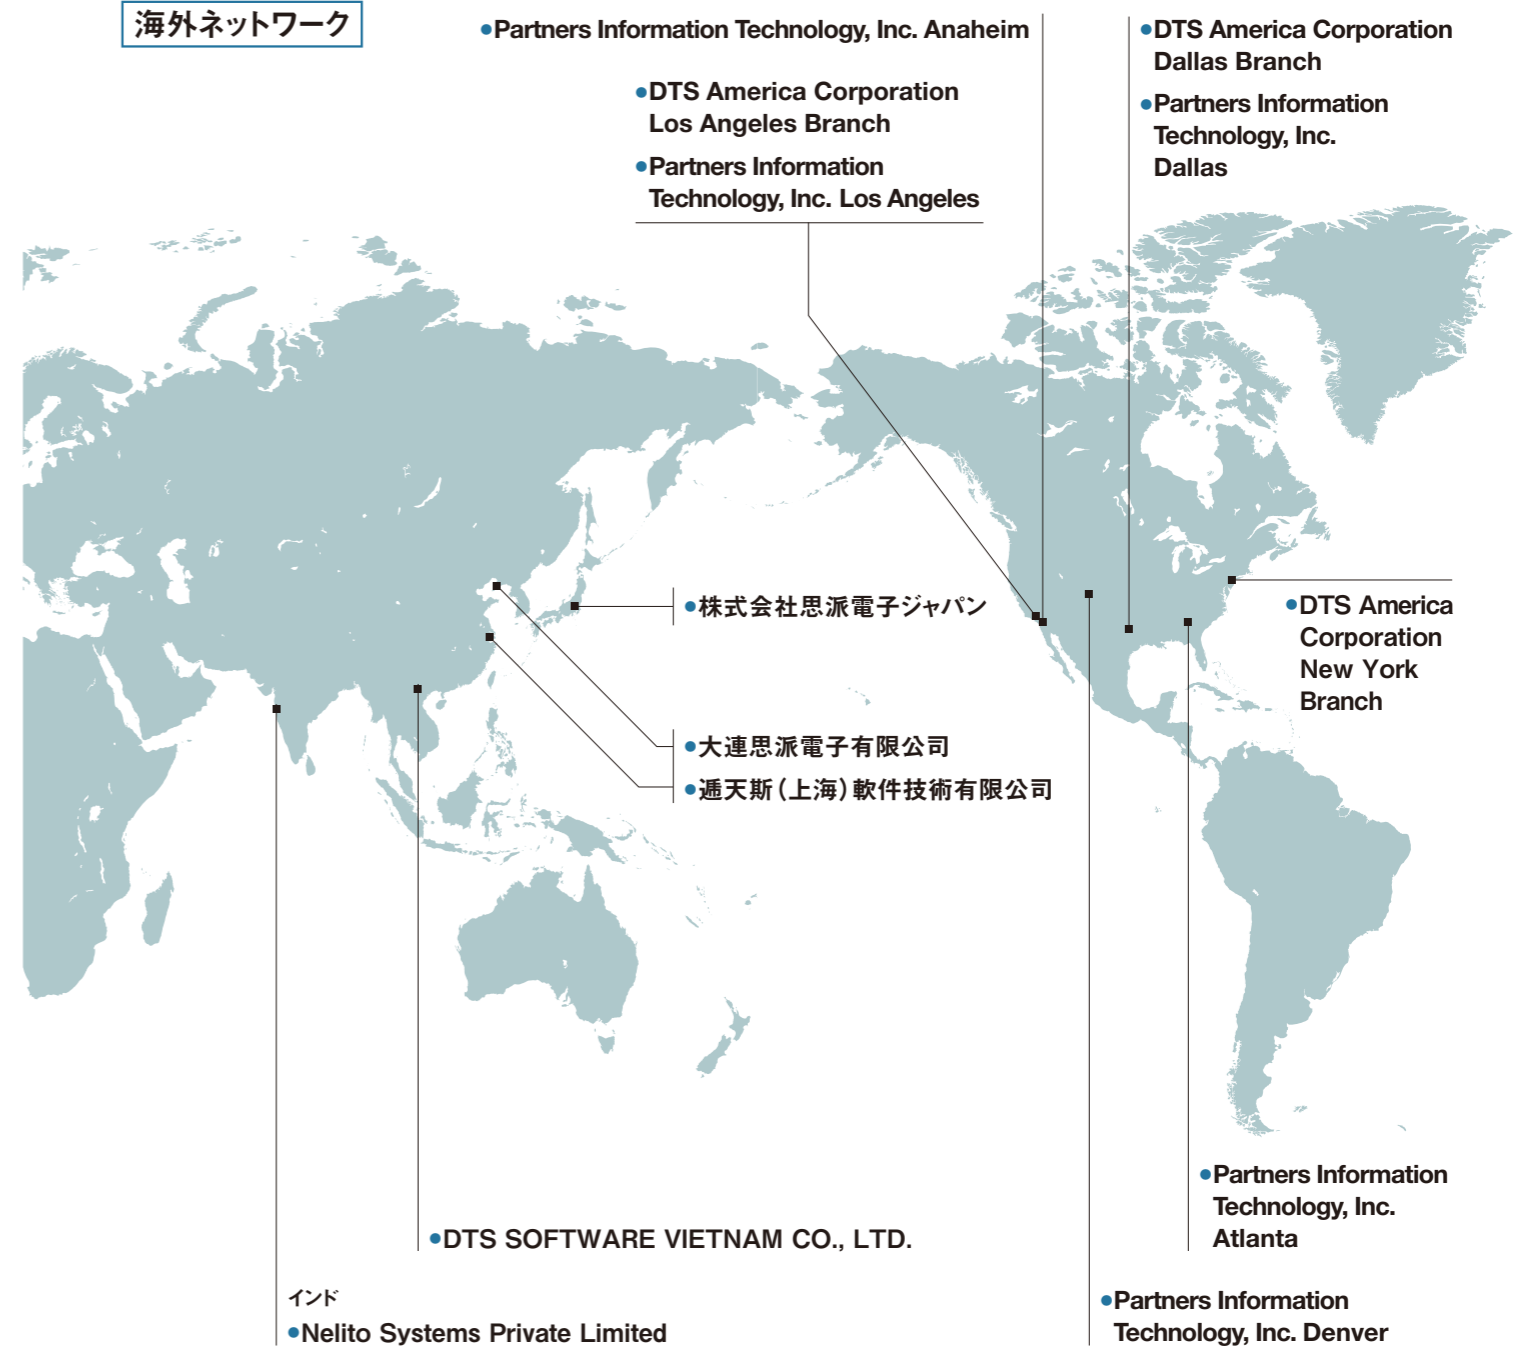 海外ネットワーク
●Partners Information Technology, Inc. Anaheim
●DTS America Corporation
Los Angeles Branch
●Partners Information
Technology, Inc. Los Angeles
●DTS America Corporation
Dallas Branch
●Partners Information
Technology, Inc.
Dallas
●株式会社思派電子ジャパン
●DTS America
Corporation
New York
Branch
●大連思派電子有限公司
●逓天斯(上海)軟件技術有限公司
●Partners Information
Technology, Inc.
Atlanta
●DTS SOFTWARE VIETNAM CO., LTD.
インド
●Nelito Systems Private Limited
●Partners Information
Technology, Inc. Denver